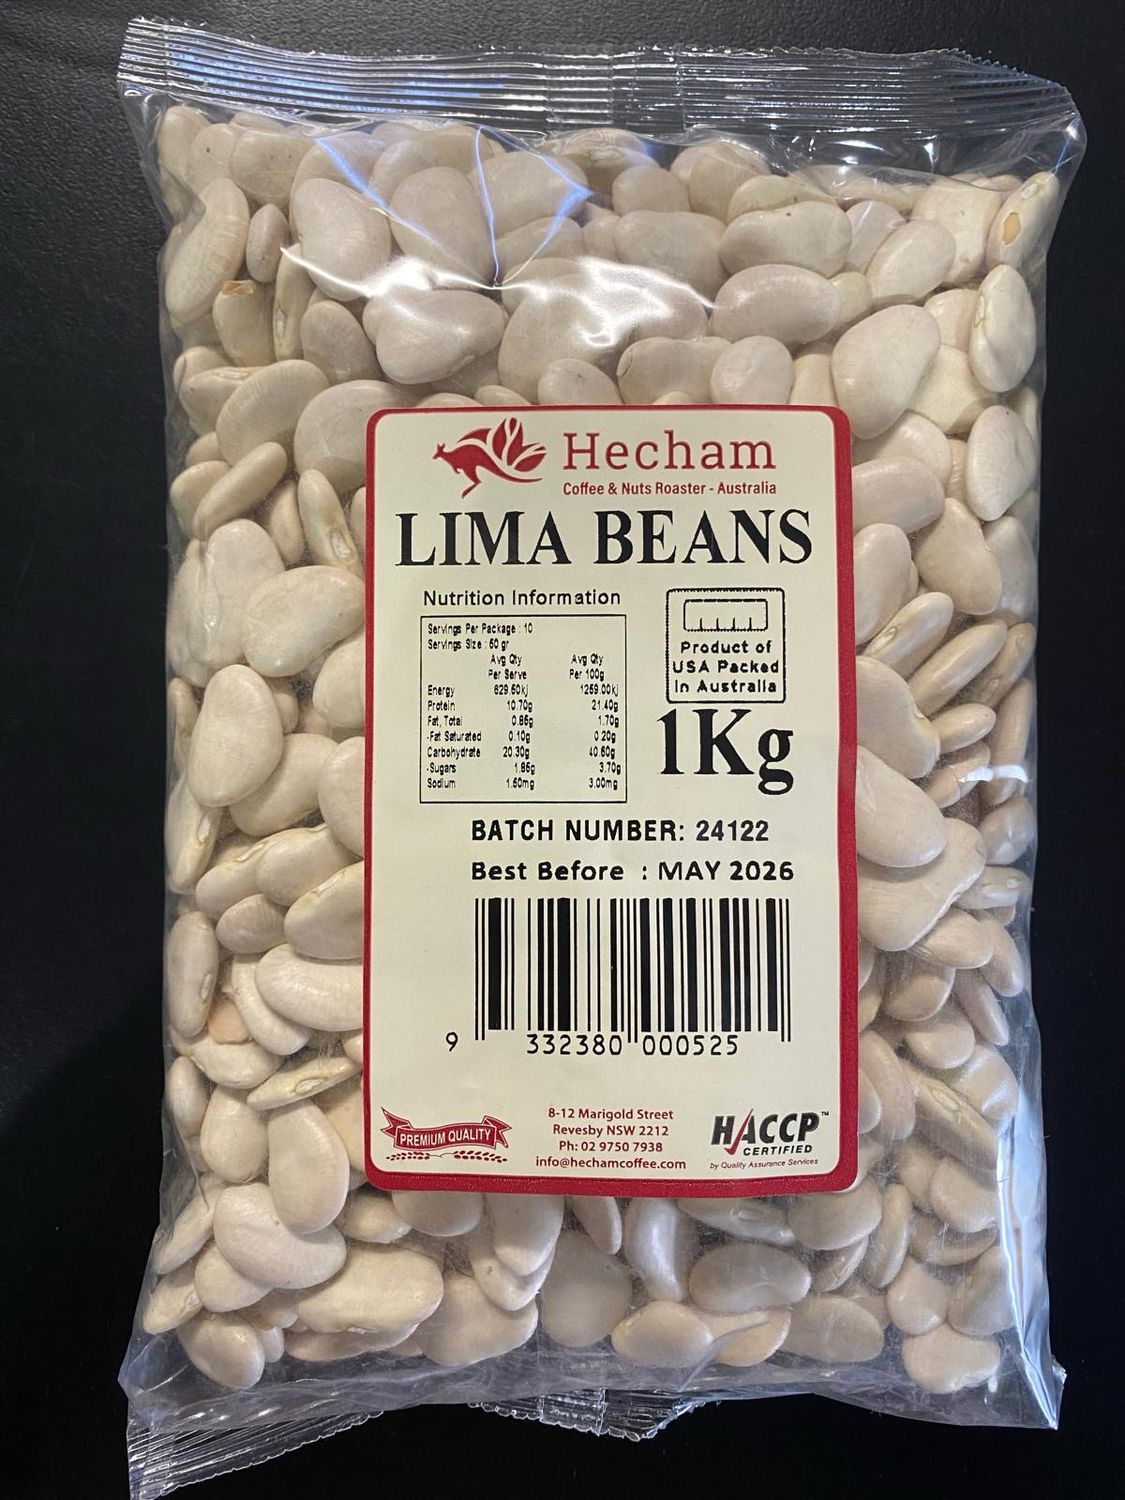 Hecham
Coffee & Nuts Roaster - Australia
LIMA BEANS
Nutrition Information
Servings Per Package : 10
Servings Size : 50 gr
Avg Qty Avg Qty
Per Serve Per 100g
Energy 629.50kj 1259.00kj
Protein 10.70g 21.40g
Fat, Total 0.85g 1.70g
-Fat Saturated 0.10g 0.20g
Carbohydrate 20.30g 40.60g
-Sugars 1.85g 3.70g
Sodium 1.50mg 3.00mg
Product of
USA Packed
In Australia
1Kg
BATCH NUMBER: 24122
Best Before : MAY 2026
9 332380 000525
PREMIUM QUALITY
8-12 Marigold Street
Revesby NSW 2212
Ph: 02 9750 7938
info@hechamcoffee.com
HACCP™
CERTIFIED
by Quality Assurance Services